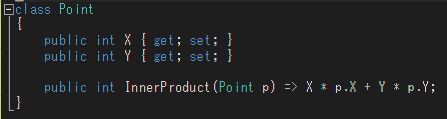 class Point
{
    public int X { get; set; }
    public int Y { get; set; }

    public int InnerProduct(Point p) => X * p.X + Y * p.Y;
}